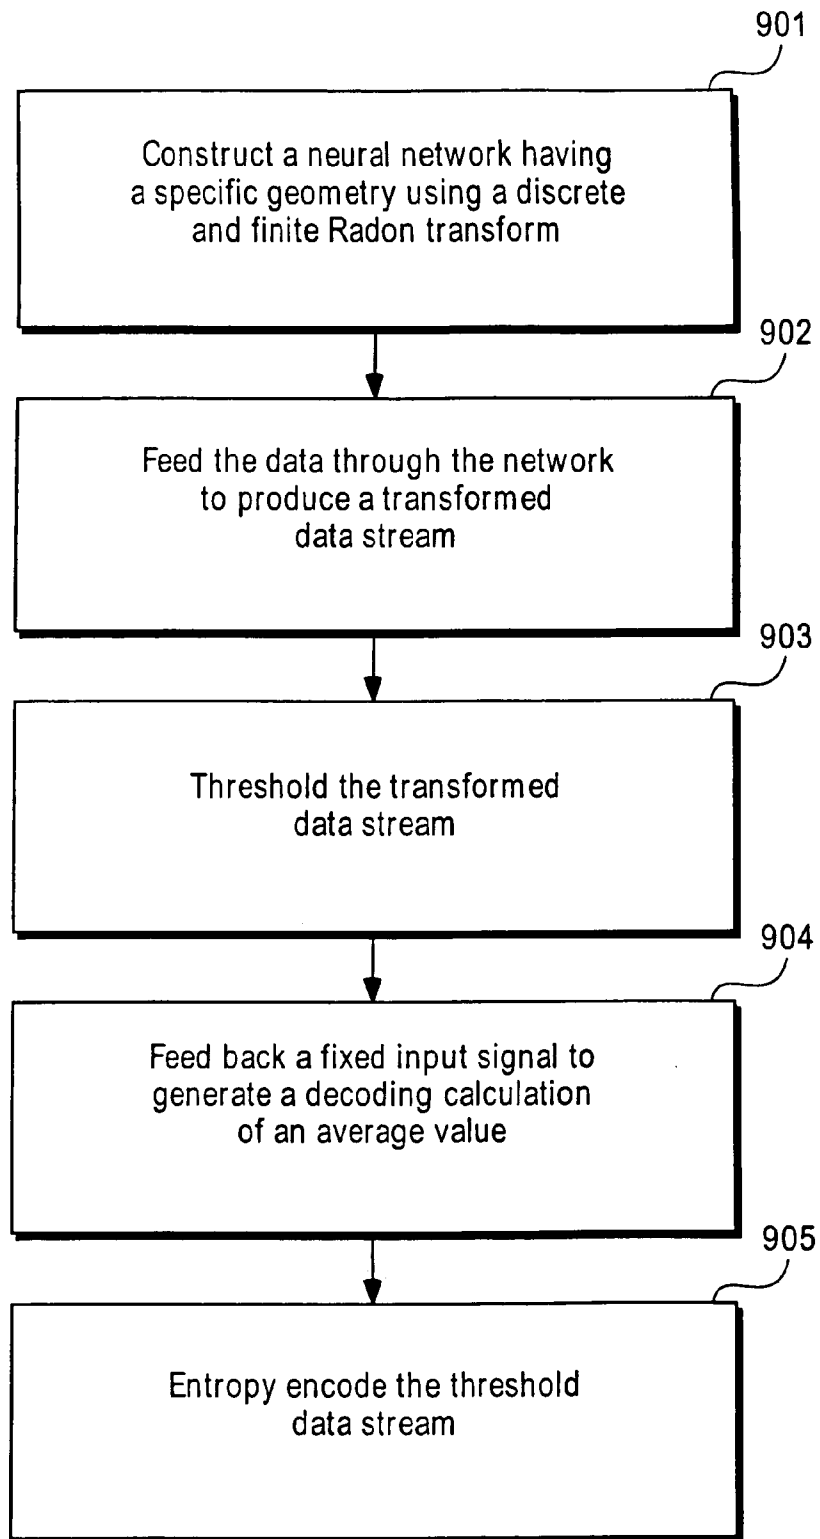 901
Construct a neural network having
a specific geometry using a discrete
and finite Radon transform
902
Feed the data through the network
to produce a transformed
data stream
903
Threshold the transformed
data stream
904
Feed back a fixed input signal to
generate a decoding calculation
of an average value
905
Entropy encode the threshold
data stream